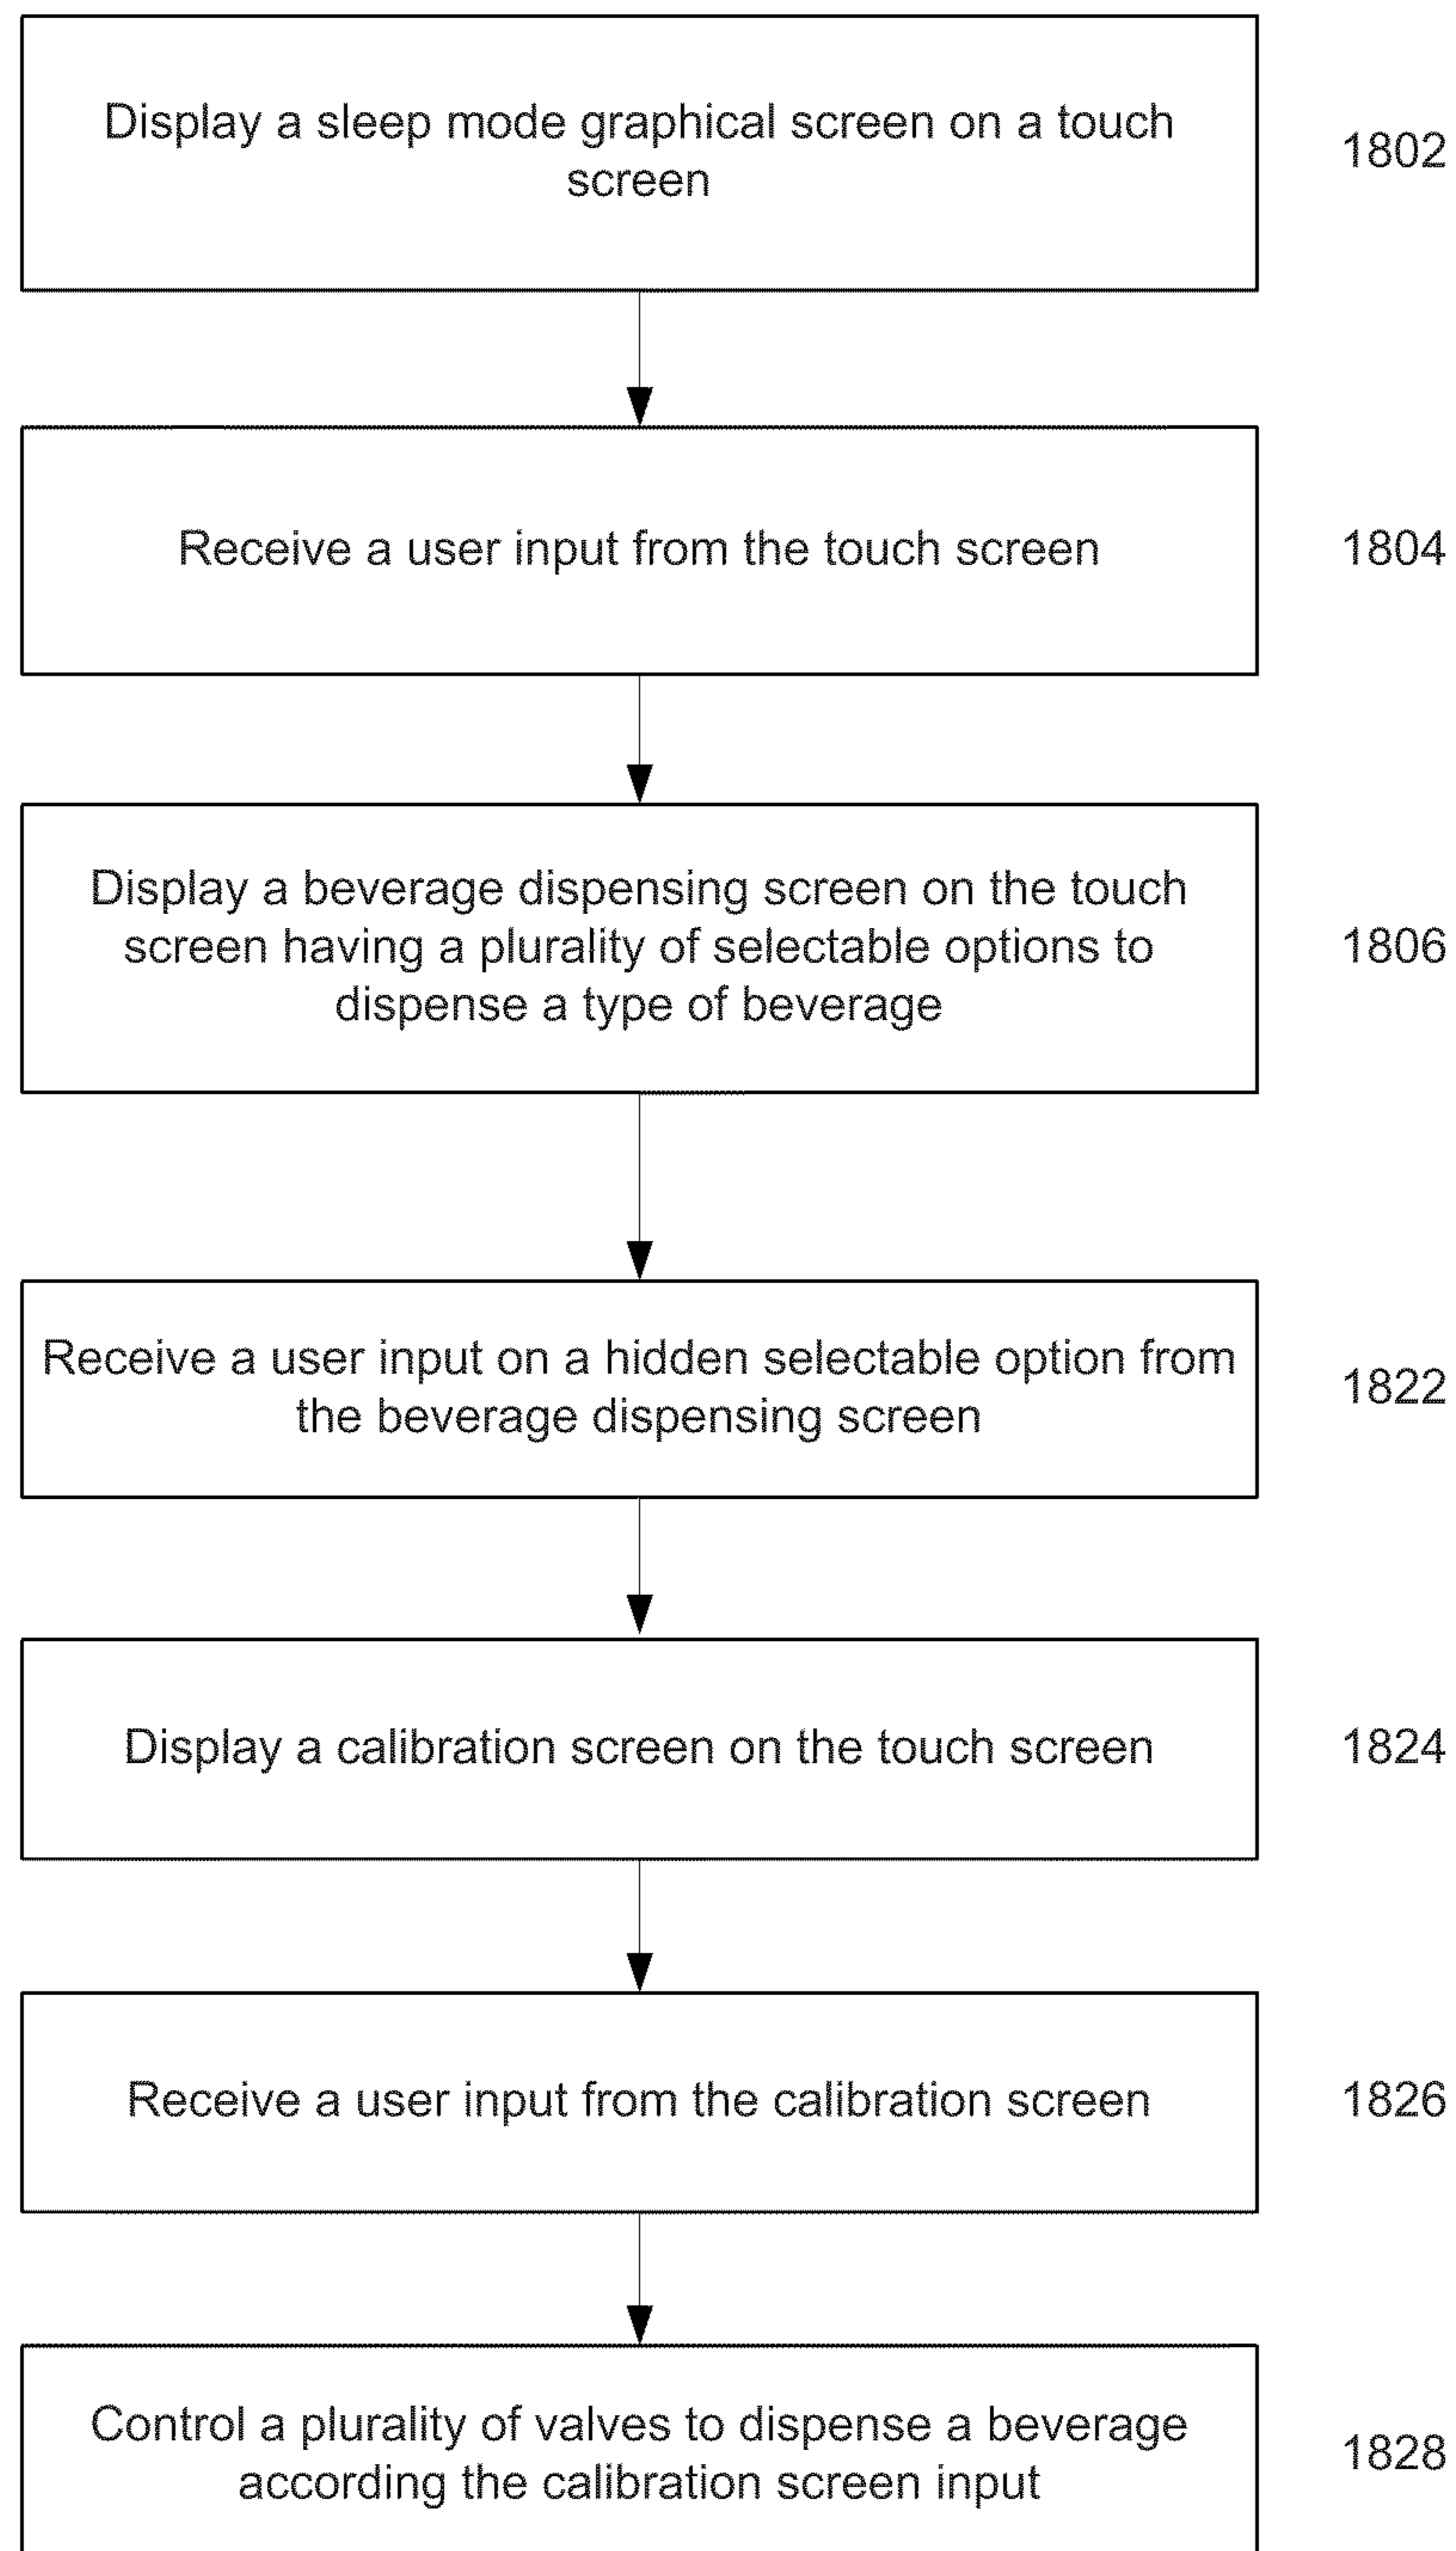 Display a sleep mode graphical screen on a touch
screen
1802
Receive a user input from the touch screen
1804
Display a beverage dispensing screen on the touch
screen having a plurality of selectable options to
dispense a type of beverage
1806
Receive a user input on a hidden selectable option from
the beverage dispensing screen
1822
Display a calibration screen on the touch screen
1824
Receive a user input from the calibration screen
1826
Control a plurality of valves to dispense a beverage
according the calibration screen input
1828